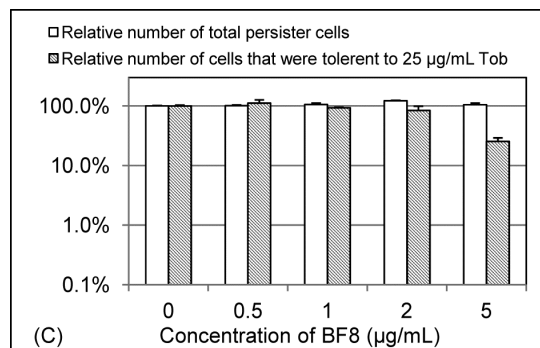 Relative number of total persister cells
Relative number of cells that were tolerent to 25 µg/mL Tob
100.0%
10.0%
1.0%
0.1%
0 0.5 1 2 5
(C) Concentration of BF8 (µg/mL)